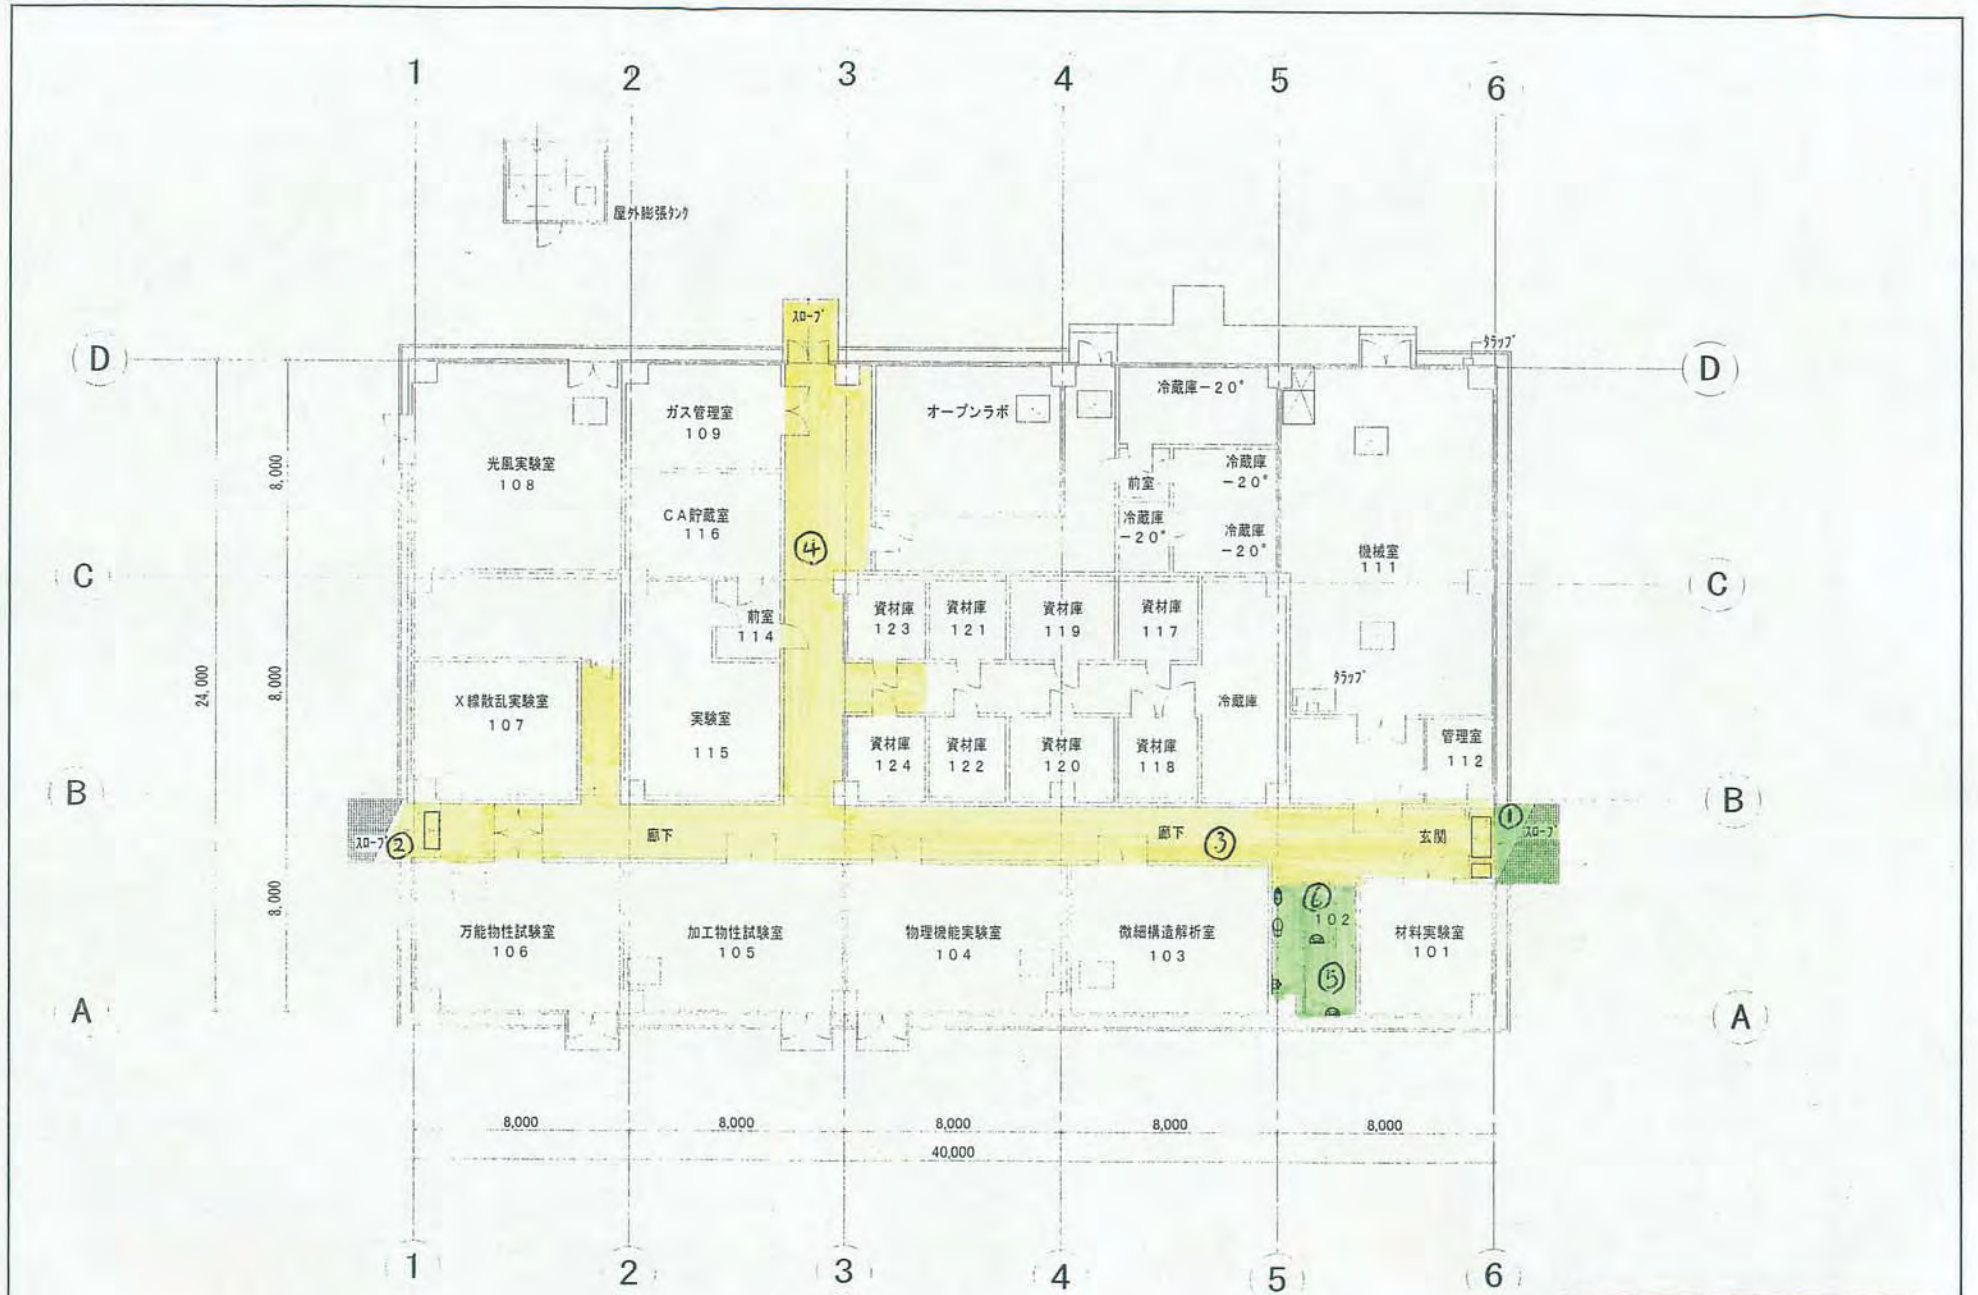 1
2
3
4
5
6
屋外膨張ﾀﾝｸ
ｽﾛｰﾌﾟ
ﾀﾗｯﾌﾟ
D
D
冷蔵庫-20°
ガス管理室
109
オープンラボ
光風実験室
108
8,000
冷蔵庫
-20°
前室
CA貯蔵室
116
冷蔵庫
-20°
冷蔵庫
-20°
④
機械室
111
C
C
前室
114
資材庫
123
資材庫
121
資材庫
119
資材庫
117
24,000
8,000
ﾀﾗｯﾌﾟ
X線散乱実験室
107
実験室
115
冷蔵庫
資材庫
124
資材庫
122
資材庫
120
資材庫
118
管理室
112
B
B
ｽﾛｰﾌﾟ
②
廊下
廊下
③
玄関
①
ｽﾛｰﾌﾟ
8,000
万能物性試験室
106
加工物性試験室
105
物理機能実験室
104
微細構造解析室
103
⑥
102
⑤
材料実験室
101
A
A
8,000
8,000
8,000
8,000
8,000
40,000
1
2
3
4
5
6